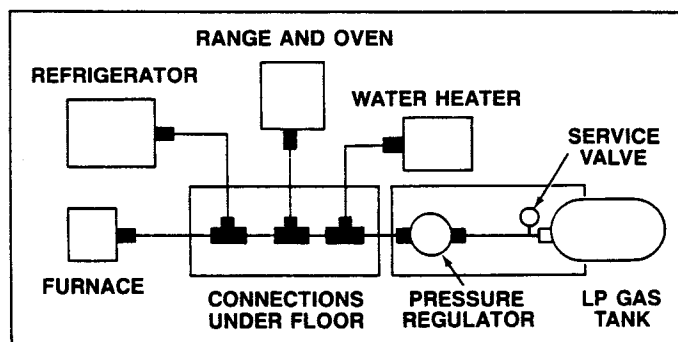 RANGE AND OVEN
REFRIGERATOR
WATER HEATER
SERVICE
VALVE
FURNACE
CONNECTIONS
UNDER FLOOR
PRESSURE
REGULATOR
LP GAS
TANK